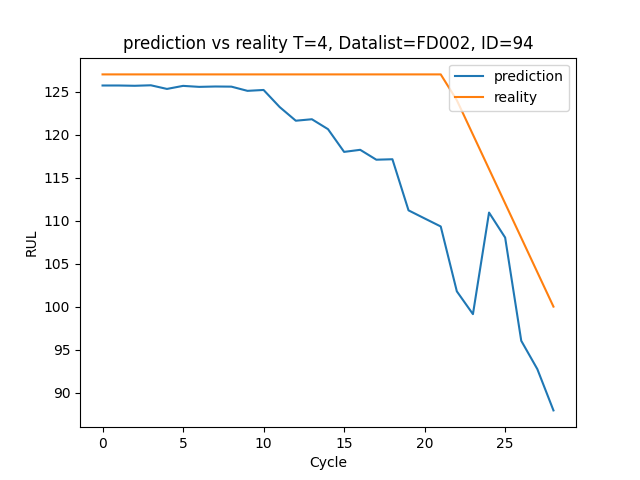 prediction vs reality T=4, Datalist=FD002, ID=94
prediction
reality
125
120
115
110
105
100
95
90
RUL
0 5 10 15 20 25
Cycle